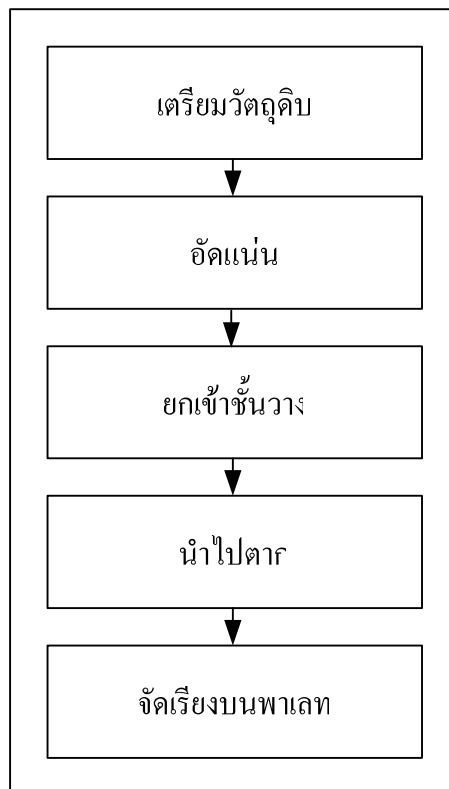 เตรียมวัตถุดิบ
อัดแน่น
ยกเข้าชั้นวาง
นำไปตาก
จัดเรียงบนพาเลท